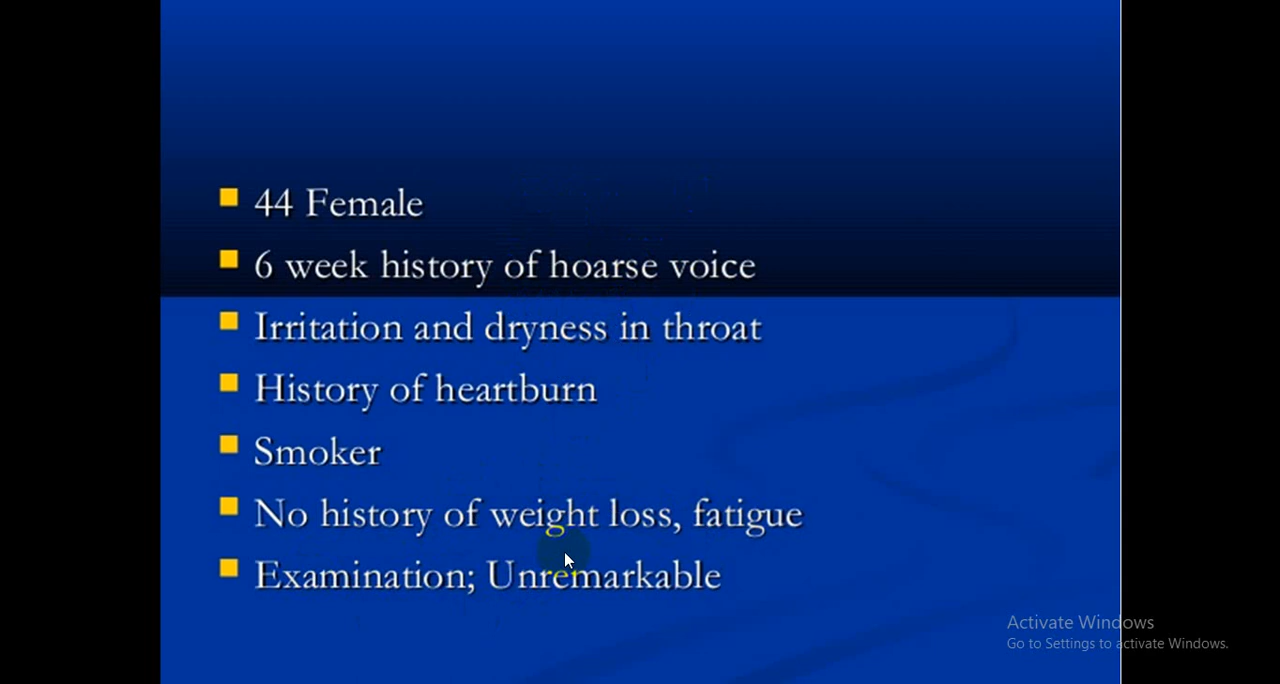 44 Female
6 week history of hoarse voice
Irritation and dryness in throat
History of heartburn
Smoker
No history of weight loss, fatigue
Examination; Unremarkable
Activate Windows
Go to Settings to activate Windows.